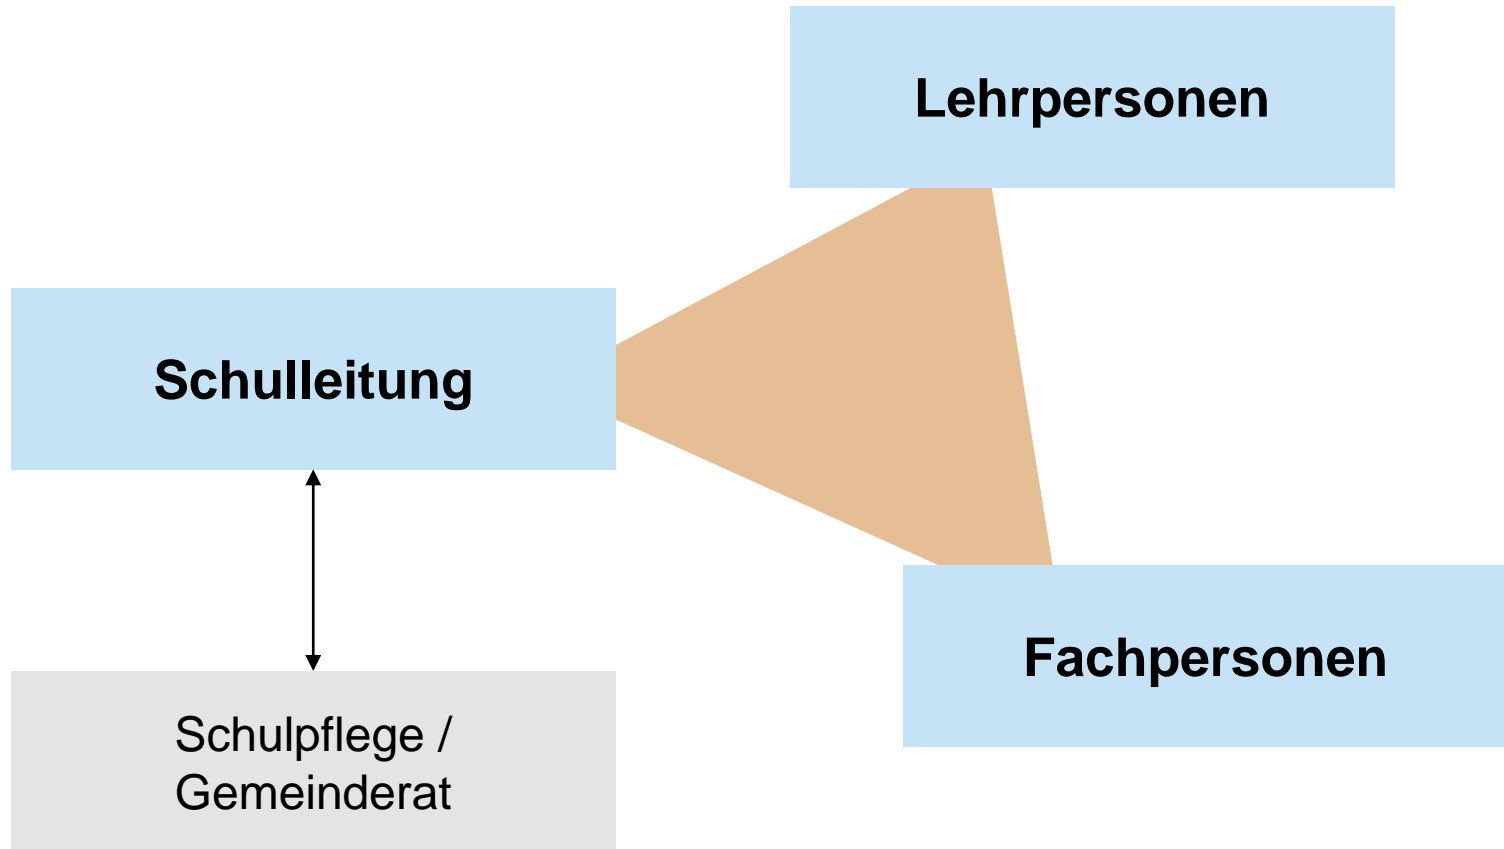 Lehrpersonen
Schulleitung
Fachpersonen
Schulpflege /
Gemeinderat